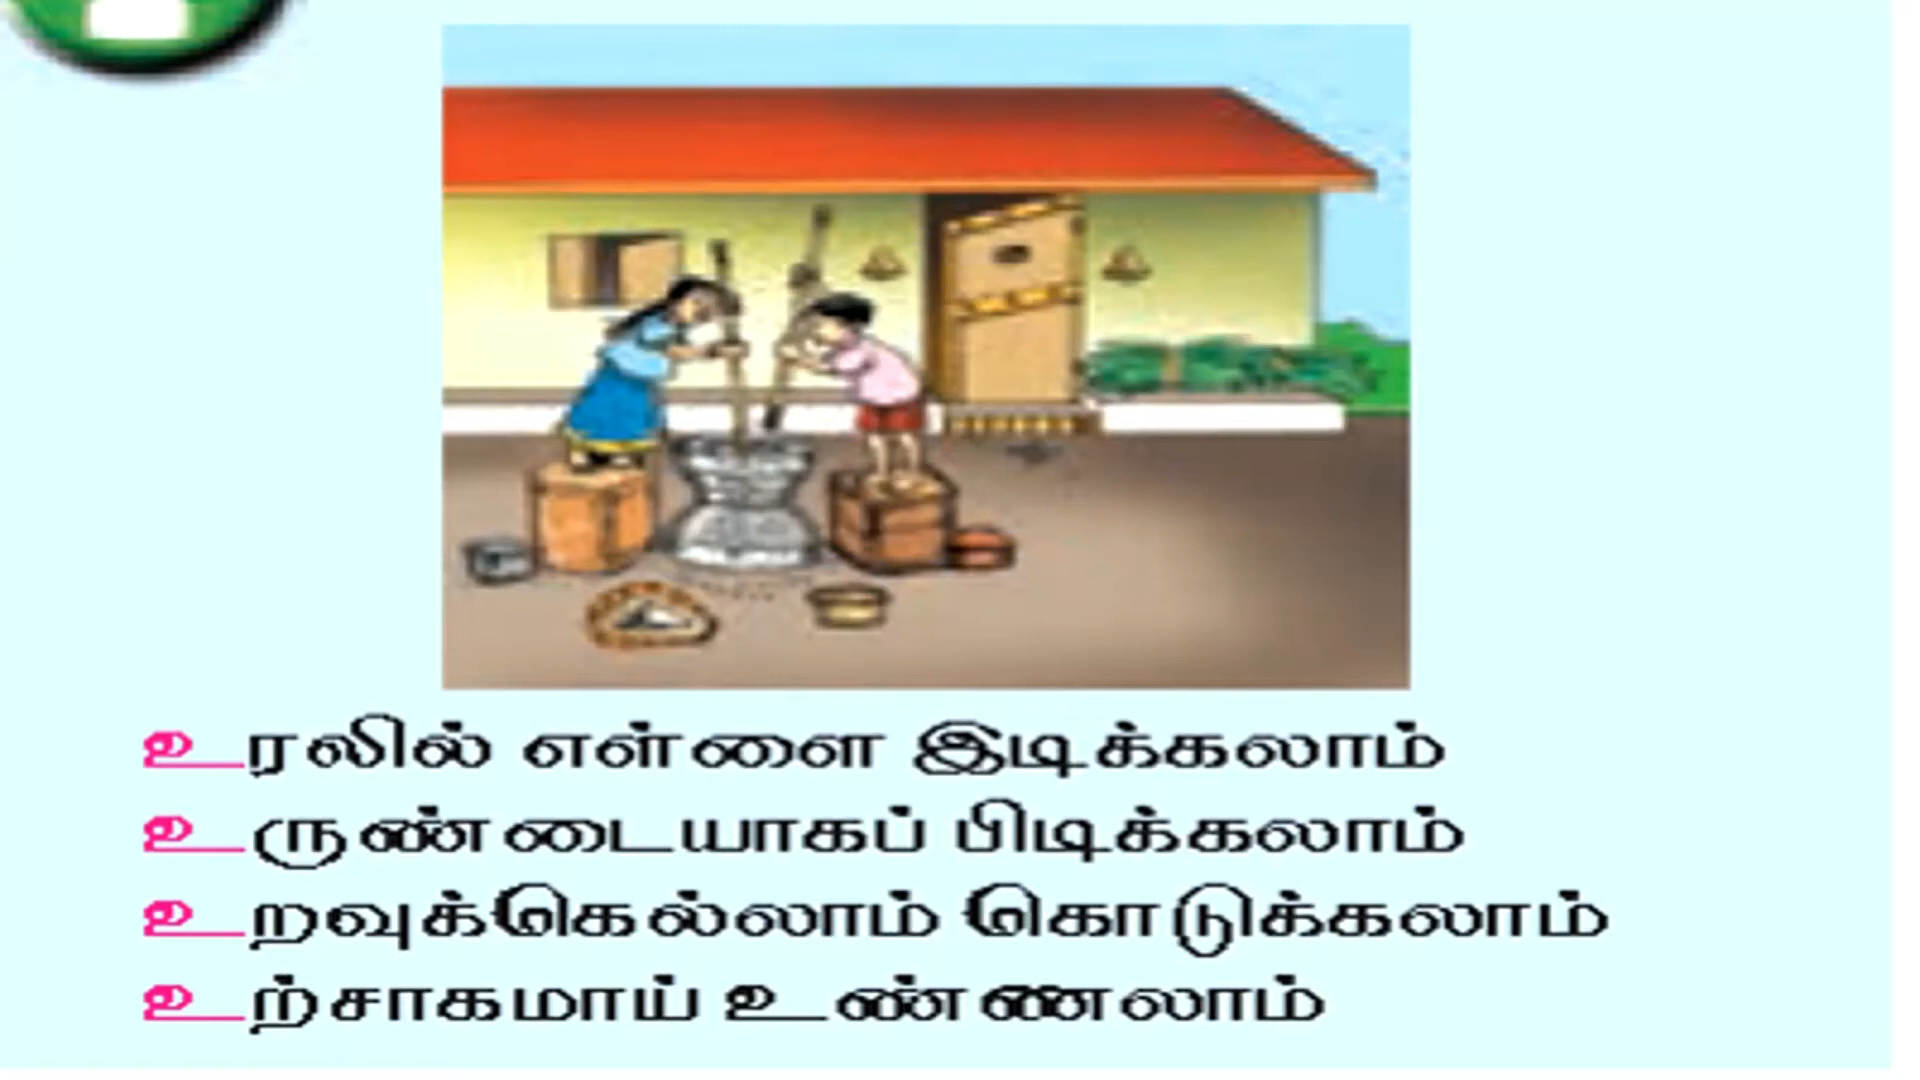 உரலில் எள்ளை இடிக்கலாம்
உருண்டையாகப் பிடிக்கலாம்
உறவுக்கெல்லாம் கொடுக்கலாம்
உற்சாகமாய் உண்ணலாம்